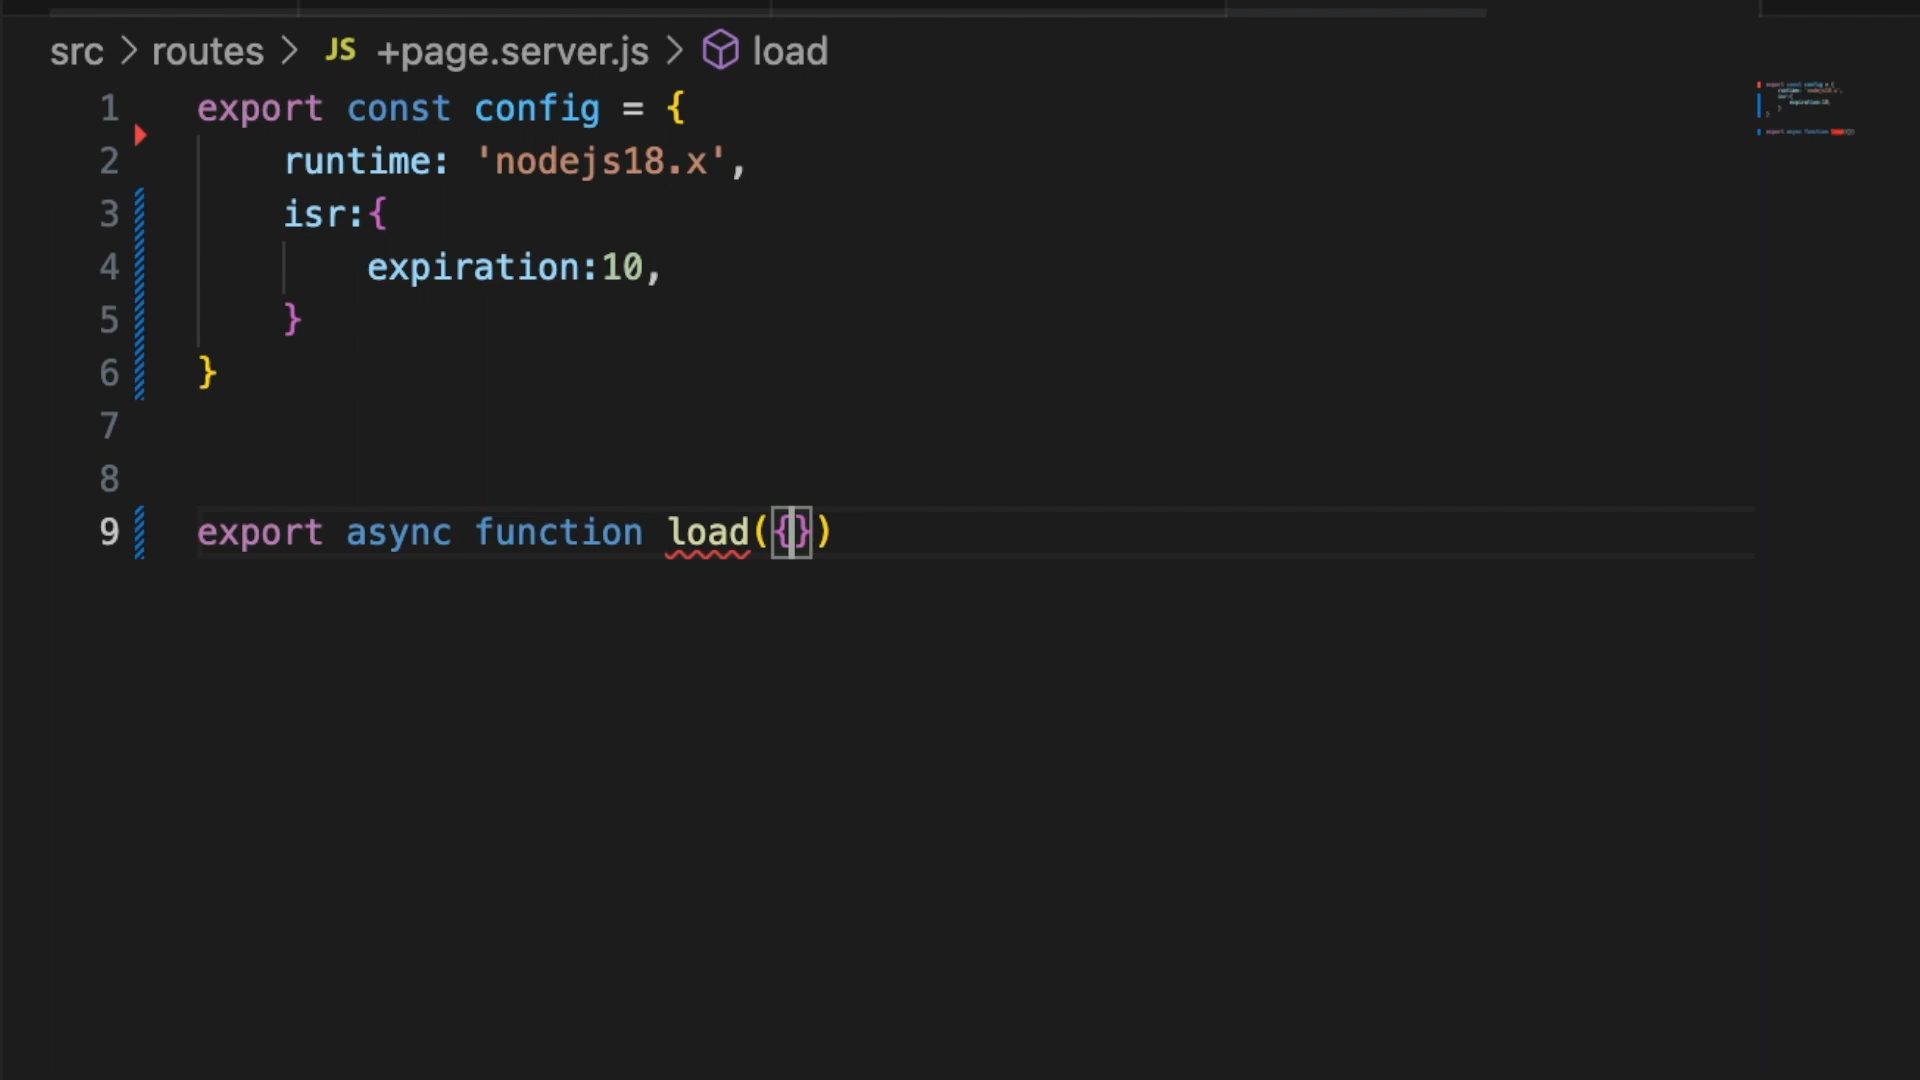 src > routes > JS +page.server.js > load
1 export const config = {
2 runtime: 'nodejs18.x',
3 isr:{
4 expiration:10,
5 }
6 }
7
8
9 export async function load({})